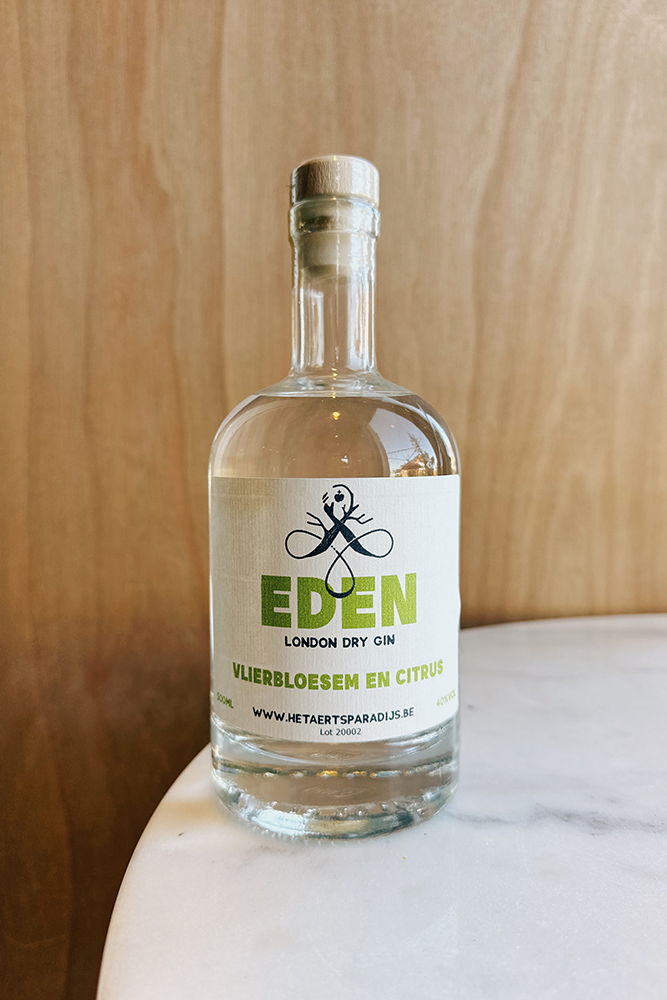 EDEN
LONDON DRY GIN
VLIERBLOESEM EN CITRUS
500ML 40%VOL
WWW.HETAERTSPARADIJS.BE
Lot 20002